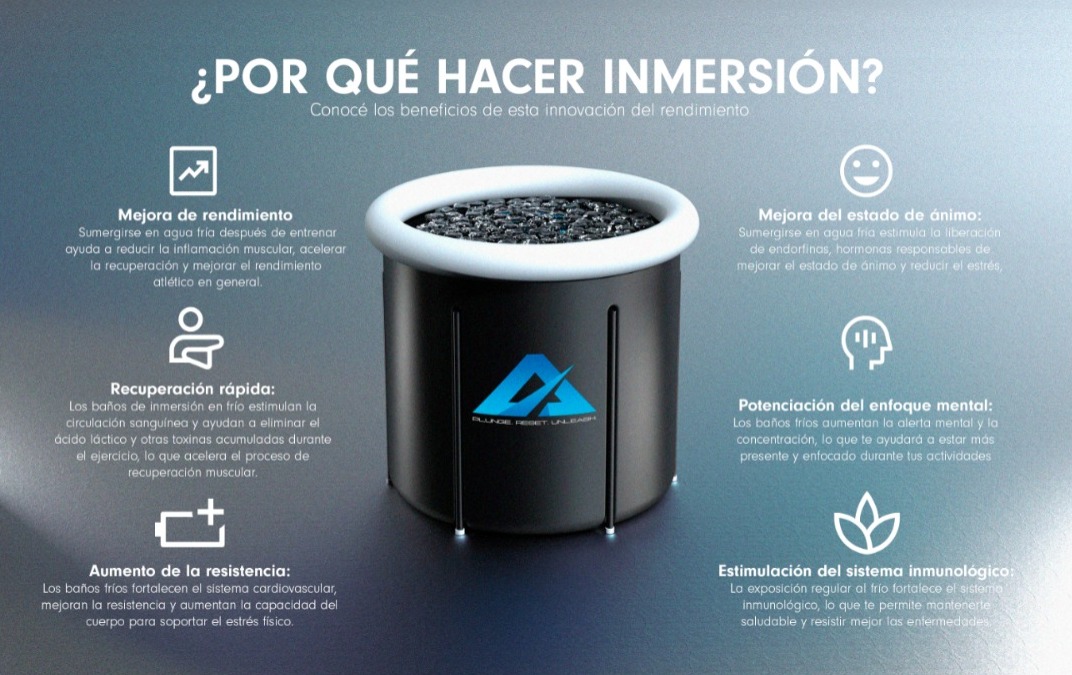 ¿POR QUÉ HACER INMERSIÓN?
Conocé los beneficios de esta innovación del rendimiento
Mejora de rendimiento
Sumergirse en agua fría después de entrenar
ayuda a reducir la inflamación muscular, acelerar
la recuperación y mejorar el rendimiento
atlético en general.
Recuperación rápida:
Los baños de inmersión en frío estimulan la
circulación sanguínea y ayudan a eliminar el
ácido láctico y otras toxinas acumuladas durante
el ejercicio, lo que acelera el proceso de
recuperación muscular.
Aumento de la resistencia:
Los baños fríos fortalecen el sistema cardiovascular,
mejoran la resistencia y aumentan la capacidad del
cuerpo para soportar el estrés físico.
PLUNGE. RESET. UNLEASH
Mejora del estado de ánimo:
Sumergirse en agua fría estimula la liberación
de endorfinas, hormonas responsables de
mejorar el estado de ánimo y reducir el estrés,
Potenciación del enfoque mental:
Los baños fríos aumentan la alerta mental y la
concentración, lo que te ayudará a estar más
presente y enfocado durante tus actividades
Estimulación del sistema inmunológico:
La exposición regular al frío fortalece el sistema
inmunológico, lo que te permite mantenerte
saludable y resistir mejor las enfermedades.